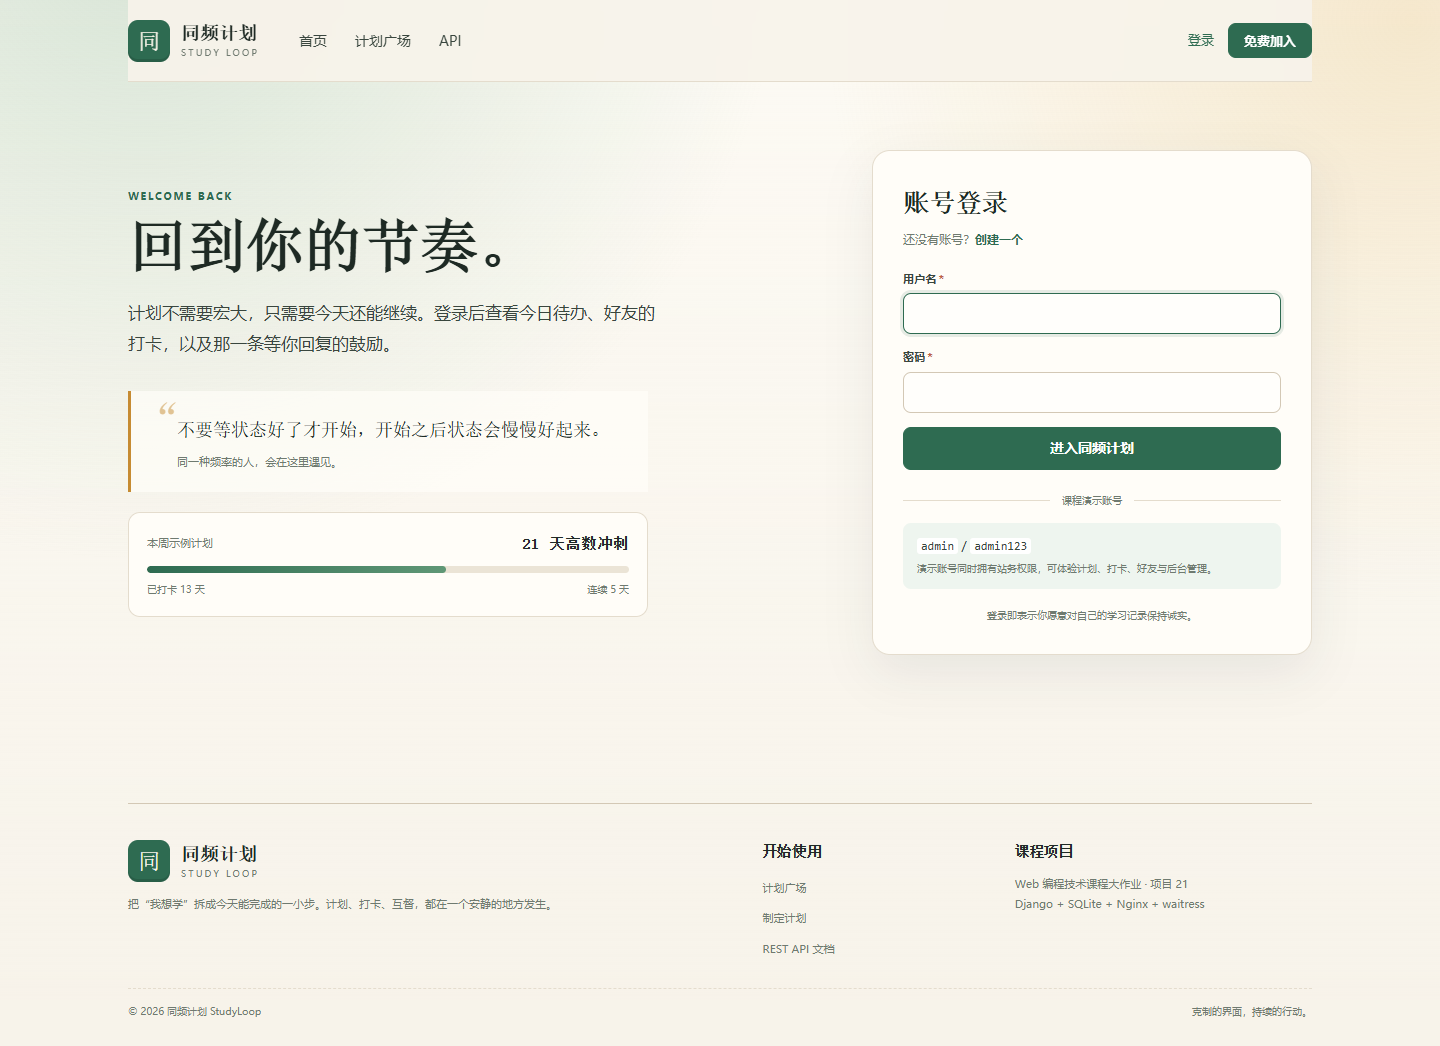 同 同频计划
STUDY LOOP
首页 计划广场 API
登录 免费加入
WELCOME BACK
回到你的节奏。
计划不需要宏大，只需要今天还能继续。登录后查看今日待办、好友的
打卡，以及那一条等你回复的鼓励。
“
不要等状态好了才开始，开始之后状态会慢慢好起来。
同一种频率的人，会在这里遇见。
本周示例计划 21 天高数冲刺
已打卡 13 天 连续 5 天
账号登录
还没有账号？创建一个
用户名 *
密码 *
进入同频计划
课程演示账号
admin / admin123
演示账号同时拥有站务权限，可体验计划、打卡、好友与后台管理。
登录即表示你愿意对自己的学习记录保持诚实。
同 同频计划
STUDY LOOP
把“我想学”拆成今天能完成的一小步。计划、打卡、互督，都在一个安静的地方发生。
开始使用
计划广场
制定计划
REST API 文档
课程项目
Web 编程技术课程大作业 · 项目 21
Django + SQLite + Nginx + waitress
© 2026 同频计划 StudyLoop
克制的界面，持续的行动。